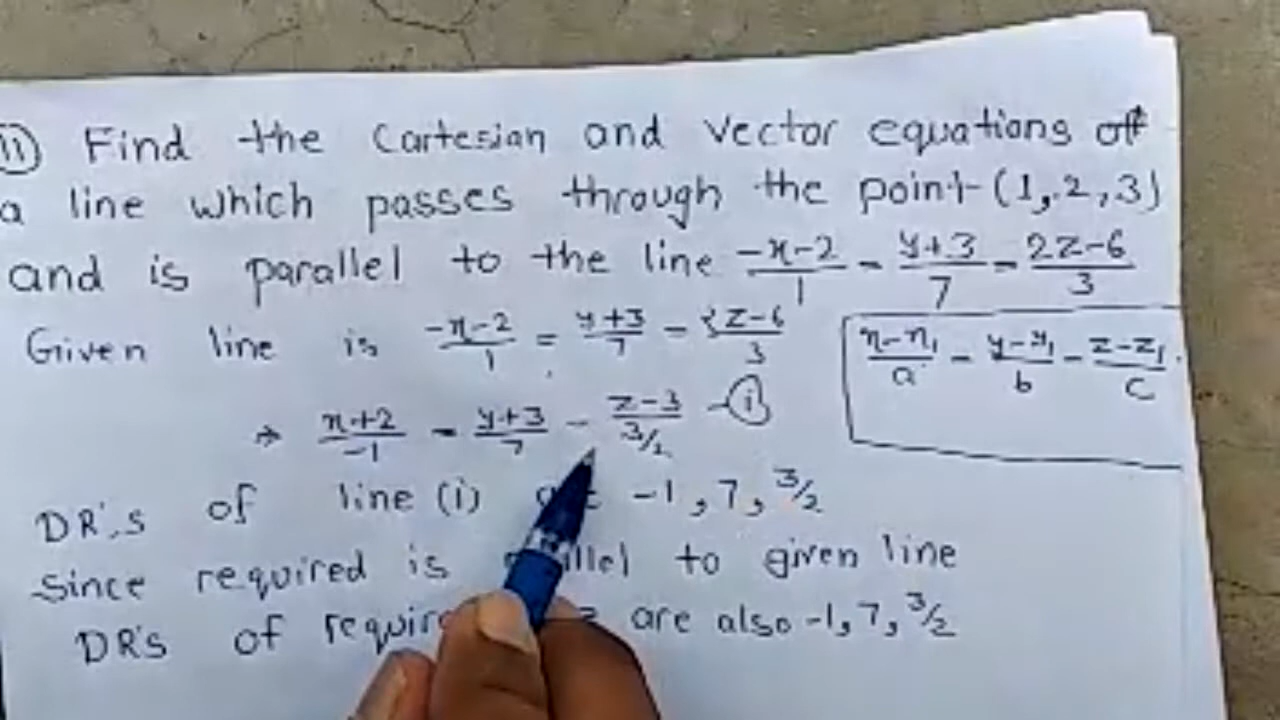 11) Find the Cartesian and Vector equations of
a line which passes through the point (1, 2, 3)
and is parallel to the line (-x-2)/1 = (y+3)/7 = (2z-6)/3
Given line is (-x-2)/1 = (y+3)/7 = (2z-6)/3
(x-x₁)/a = (y-y₁)/b = (z-z₁)/c
⇒ (x+2)/-1 = (y+3)/7 = (z-3)/(3/2) -(i)
DR's of line (i) -1, 7, 3/2
Since required is to given line
DR's of are also -1, 7, 3/2